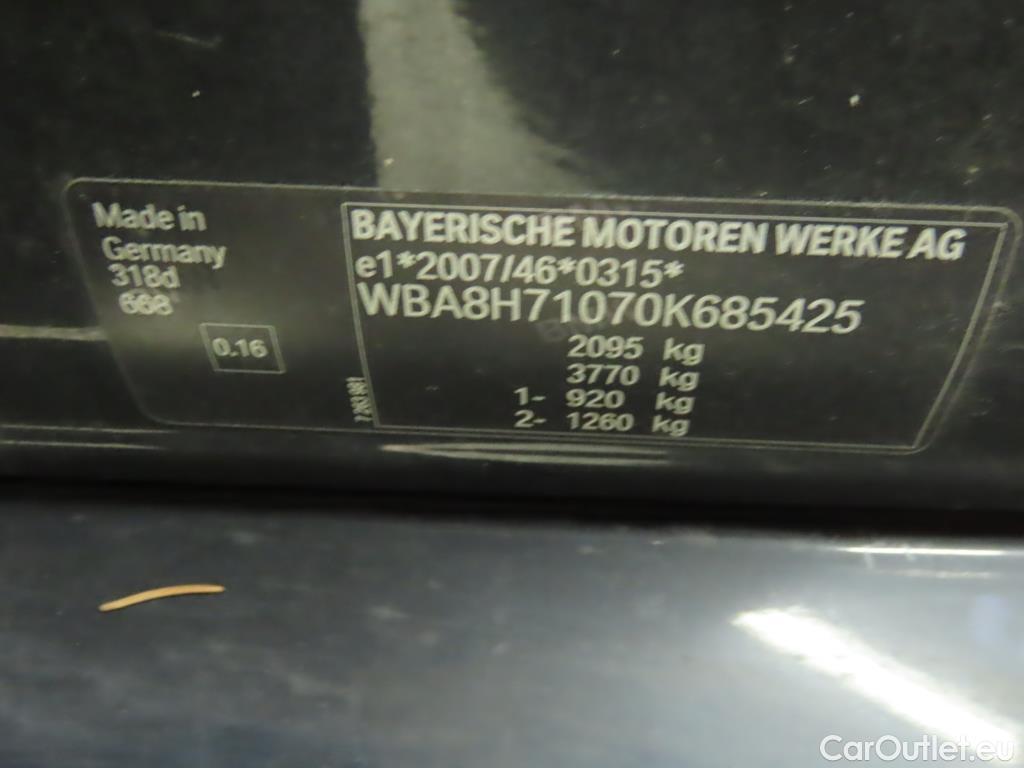 Made in
Germany
318d
668
0.16
BAYERISCHE MOTOREN WERKE AG
e1*2007/46*0315*
WBA8H71070K685425
2095 kg
3770 kg
1- 920 kg
2- 1260 kg
CarOutlet.eu